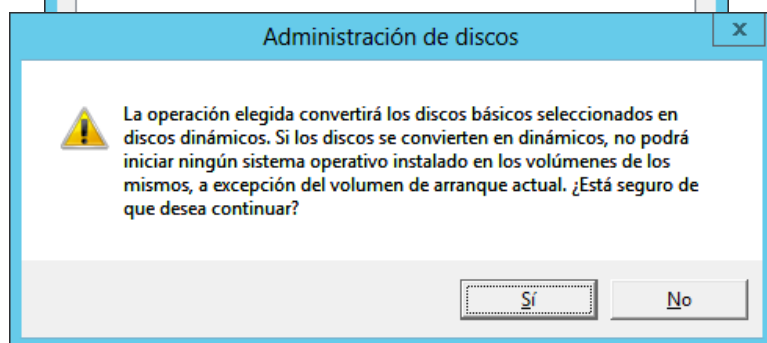 Administración de discos
x
La operación elegida convertirá los discos básicos seleccionados en
discos dinámicos. Si los discos se convierten en dinámicos, no podrá
iniciar ningún sistema operativo instalado en los volúmenes de los
mismos, a excepción del volumen de arranque actual. ¿Está seguro de
que desea continuar?
Sí
No